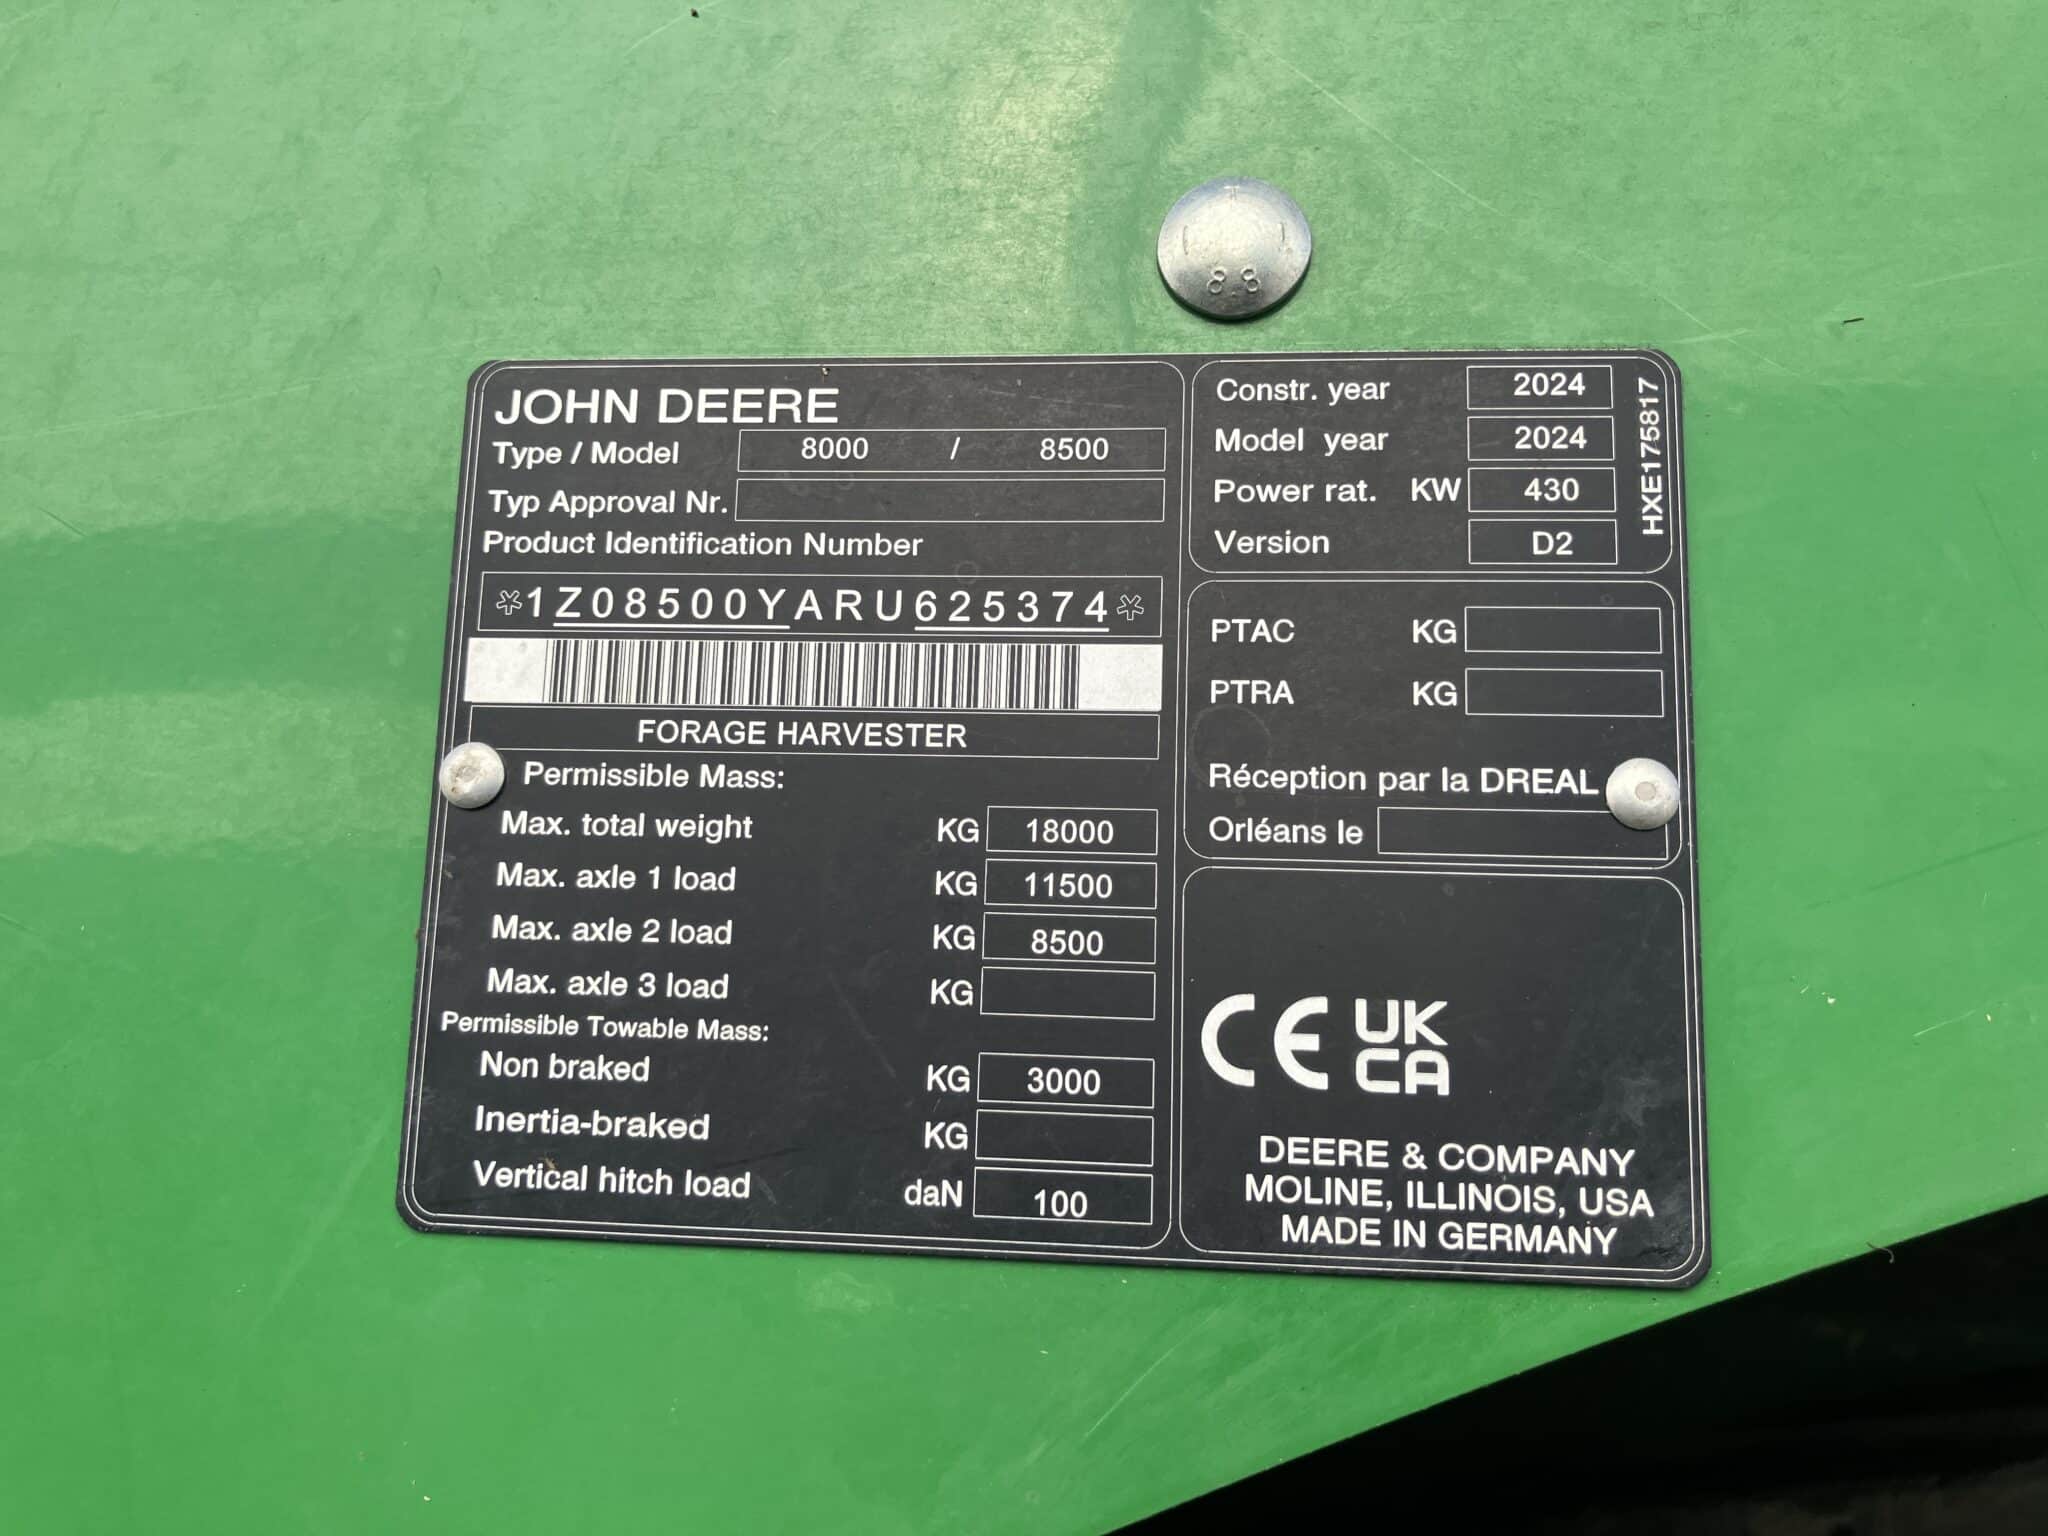 88
JOHN DEERE
Type / Model 8000 / 8500
Typ Approval Nr.
Product Identification Number
*1Z08500YARU625374*
FORAGE HARVESTER
Permissible Mass:
Max. total weight KG 18000
Max. axle 1 load KG 11500
Max. axle 2 load KG 8500
Max. axle 3 load KG
Permissible Towable Mass:
Non braked KG 3000
Inertia-braked KG
Vertical hitch load daN 100
Constr. year 2024
Model year 2024
Power rat. KW 430
Version D2
HXE175817
PTAC KG
PTRA KG
Réception par la DREAL
Orléans le
CE UK
CA
DEERE & COMPANY
MOLINE, ILLINOIS, USA
MADE IN GERMANY